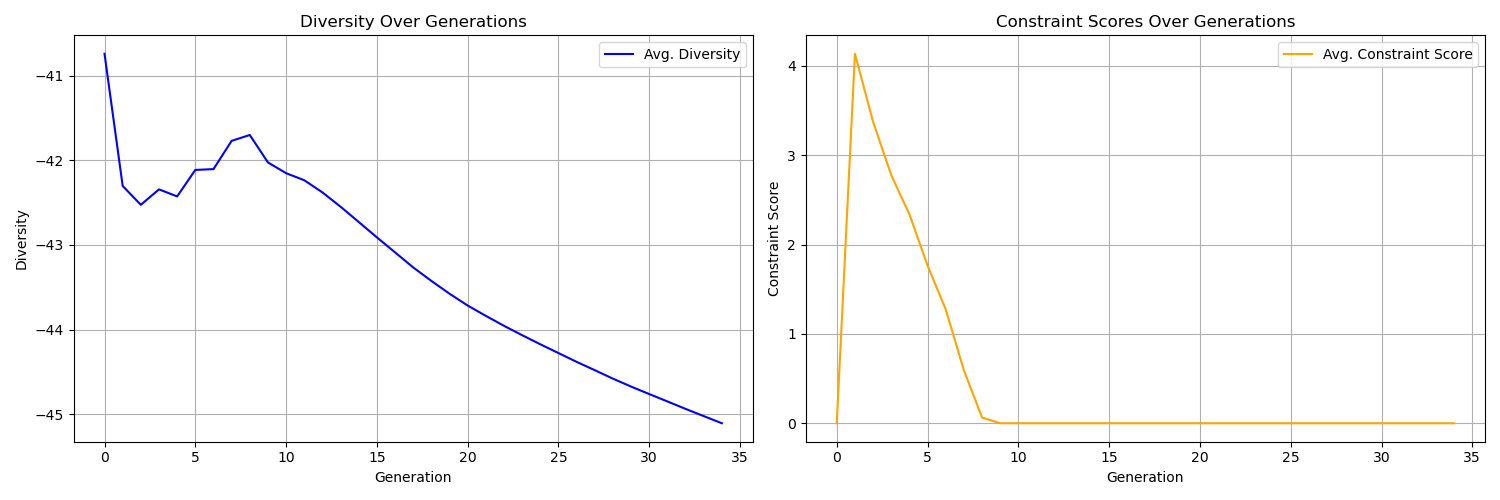 Diversity Over Generations
Avg. Diversity
Diversity
−41
−42
−43
−44
−45
0 5 10 15 20 25 30 35
Generation
Constraint Scores Over Generations
Avg. Constraint Score
Constraint Score
4
3
2
1
0
0 5 10 15 20 25 30 35
Generation